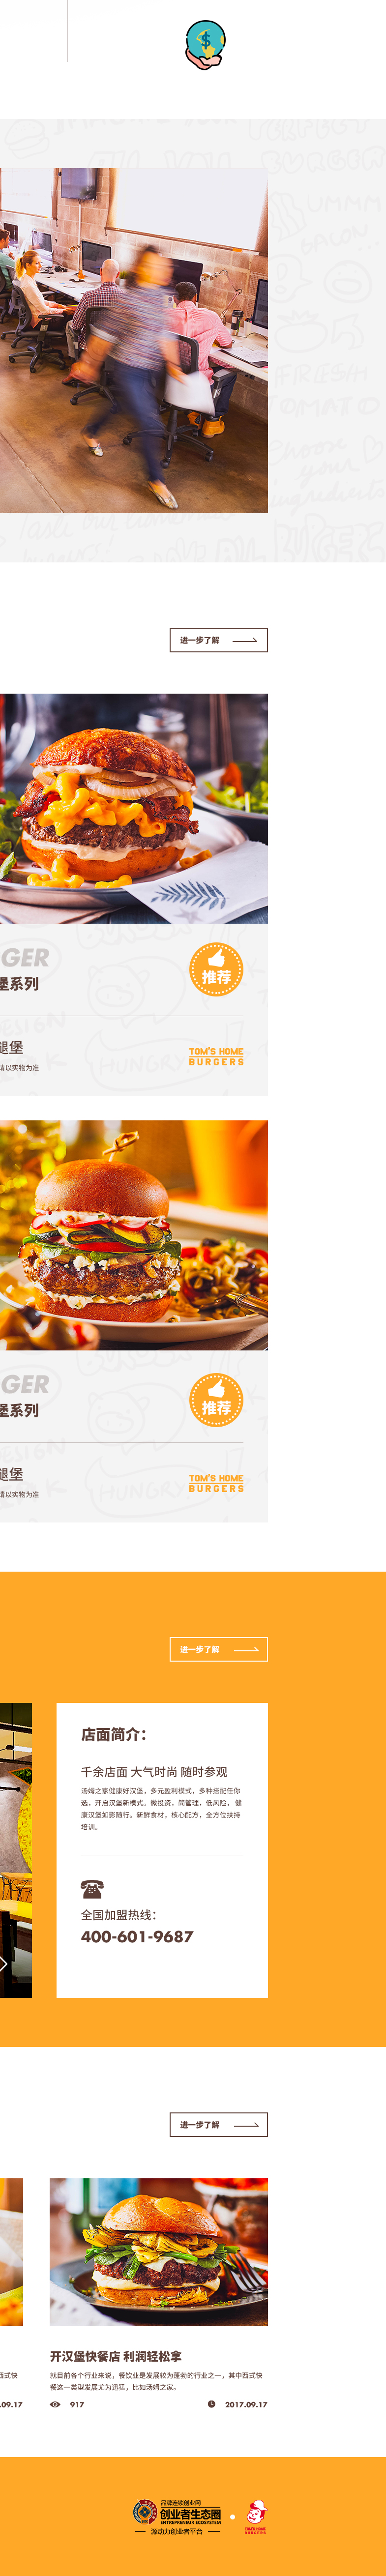 进一步了解
GER
堡系列
推荐
腿堡
请以实物为准
TOM'S HOME
BURGERS
GER
堡系列
推荐
腿堡
请以实物为准
TOM'S HOME
BURGERS
进一步了解
店面简介：
千余店面 大气时尚 随时参观
汤姆之家健康好汉堡，多元盈利模式，多种搭配任你
选，开启汉堡新模式。微投资，简管理，低风险， 健
康汉堡如影随行。新鲜食材，核心配方，全方位扶持
培训。
全国加盟热线：
400-601-9687
进一步了解
开汉堡快餐店 利润轻松拿
西式快
就目前各个行业来说，餐饮业是发展较为蓬勃的行业之一，其中西式快
餐这一类型发展尤为迅猛，比如汤姆之家。
.09.17
917
2017.09.17
品牌连锁创业网
创业者生态圈
ENTREPRENEUR ECOSYSTEM
源动力创业者平台
TOM'S HOME
BURGERS